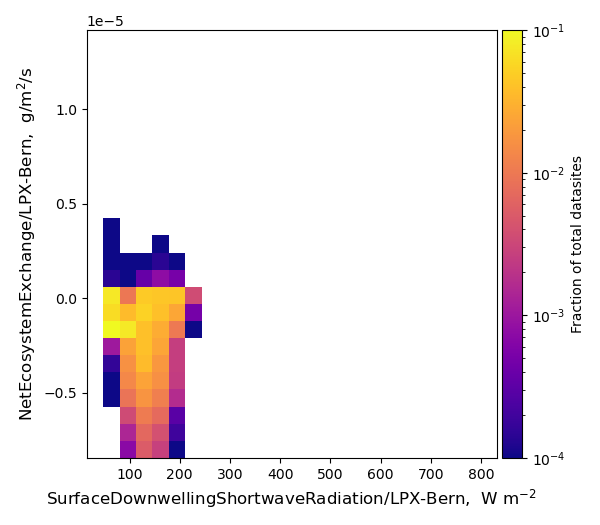 1e−5
1.0
0.5
0.0
−0.5
100 200 300 400 500 600 700 800
NetEcosystemExchange/LPX-Bern, g/m²/s
SurfaceDownwellingShortwaveRadiation/LPX-Bern, W m⁻²
10⁻¹
10⁻²
10⁻³
10⁻⁴
Fraction of total datasites